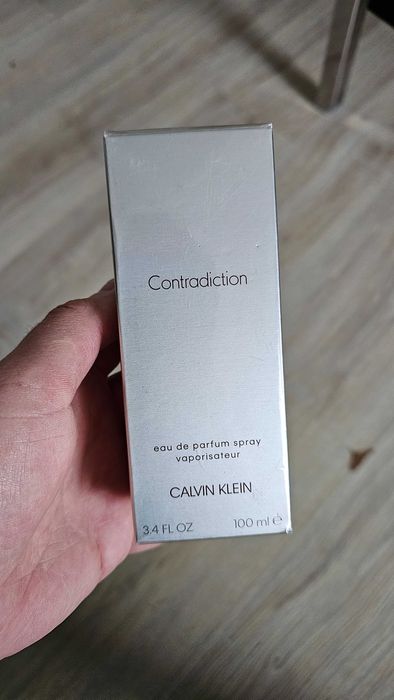 Contradiction
eau de parfum spray
vaporisateur
CALVIN KLEIN
3.4 FL OZ 100 ml ℮